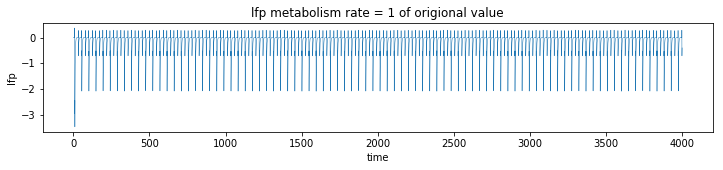 lfp metabolism rate = 1 of origional value
lfp
0
−1
−2
−3
0 500 1000 1500 2000 2500 3000 3500 4000
time